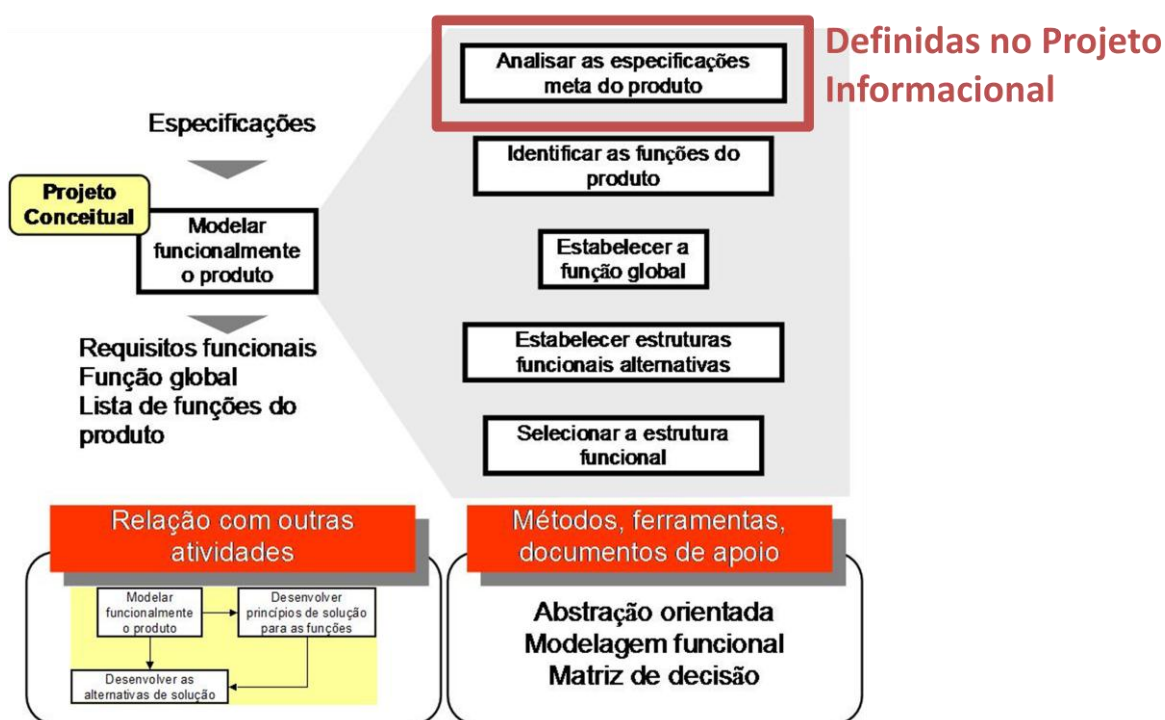 Analisar as especificações
meta do produto
Definidas no Projeto
Informacional
Especificações
Identificar as funções do
produto
Projeto
Conceitual
Modelar
funcionalmente
o produto
Estabelecer a
função global
Requisitos funcionais
Função global
Lista de funções do
produto
Estabelecer estruturas
funcionais alternativas
Selecionar a estrutura
funcional
Relação com outras
atividades
Modelar
funcionalmente
o produto
Desenvolver
princípios de solução
para as funções
Desenvolver as
alternativas de solução
Métodos, ferramentas,
documentos de apoio
Abstração orientada
Modelagem funcional
Matriz de decisão